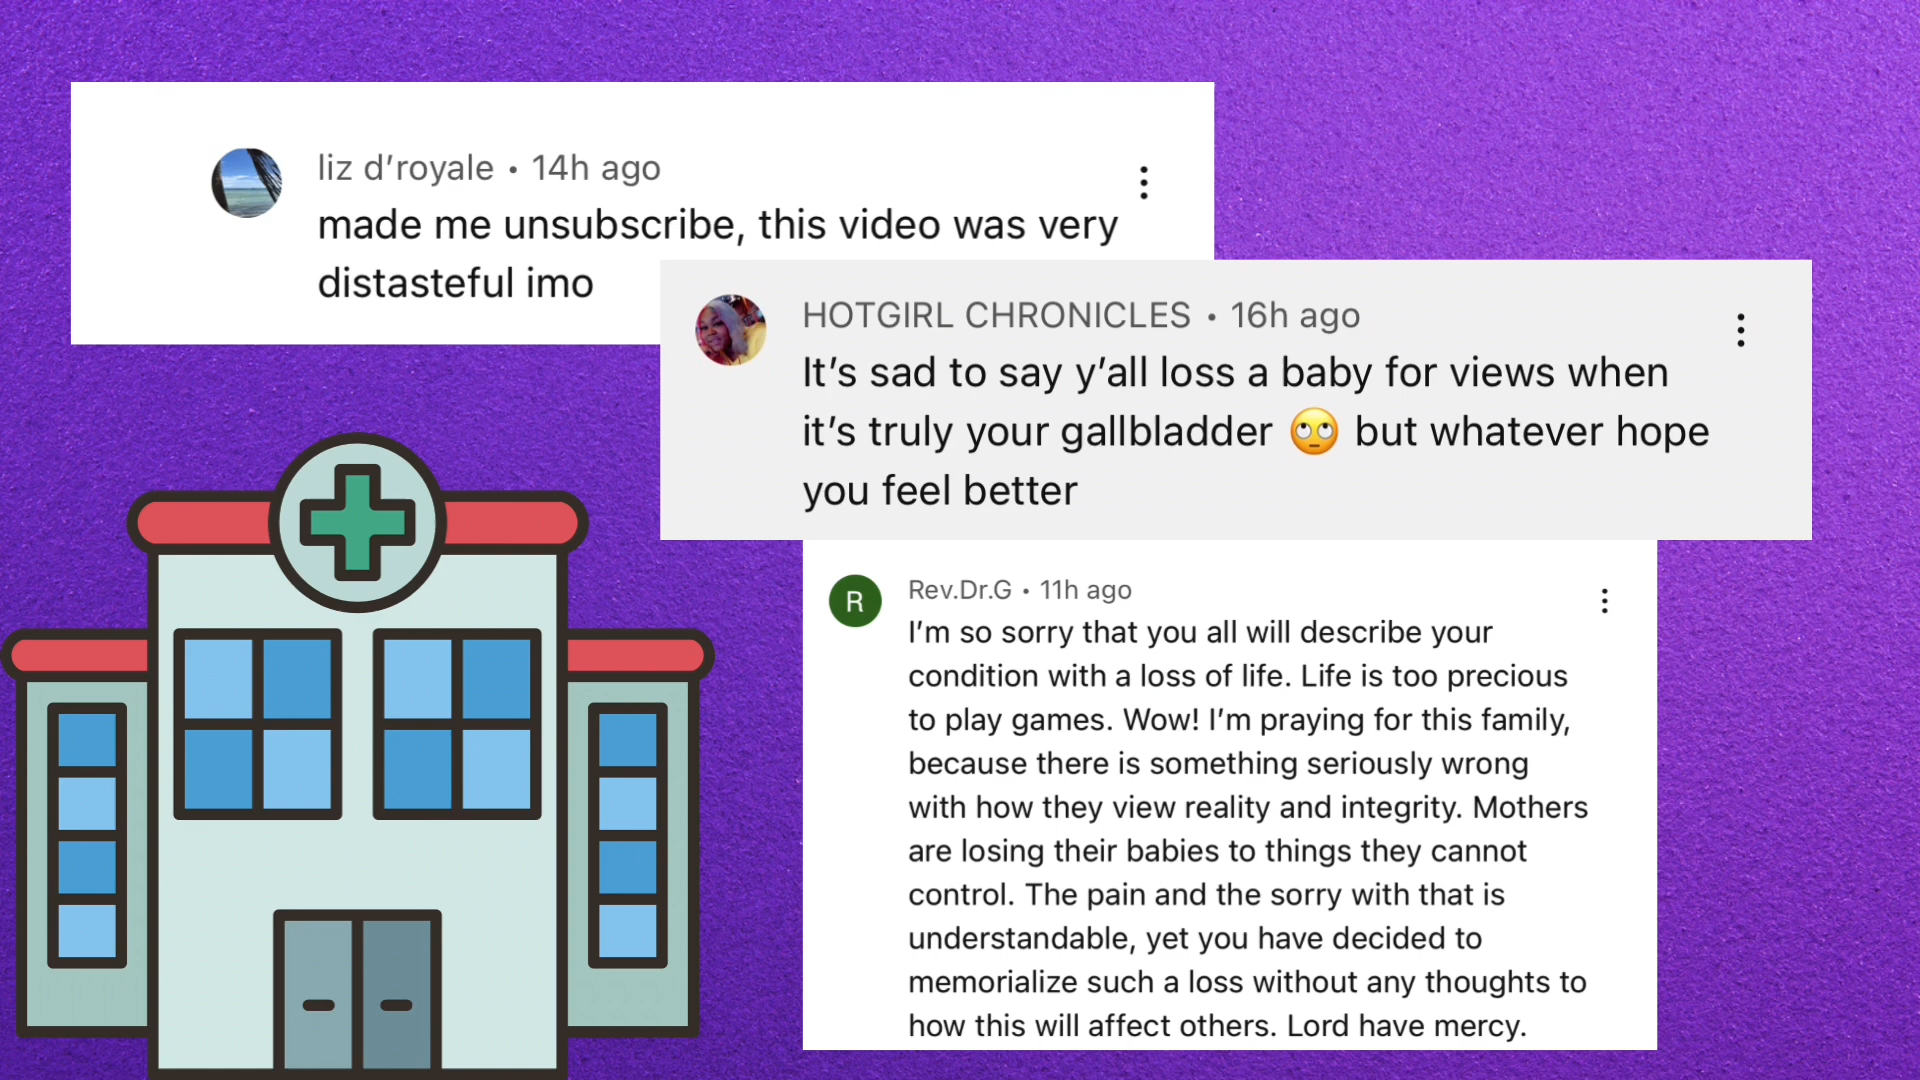 liz d’royale • 14h ago
made me unsubscribe, this video was very
distasteful imo
HOTGIRL CHRONICLES • 16h ago
It’s sad to say y’all loss a baby for views when
it’s truly your gallbladder 🙄 but whatever hope
you feel better
R
Rev.Dr.G • 11h ago
I’m so sorry that you all will describe your
condition with a loss of life. Life is too precious
to play games. Wow! I’m praying for this family,
because there is something seriously wrong
with how they view reality and integrity. Mothers
are losing their babies to things they cannot
control. The pain and the sorry with that is
understandable, yet you have decided to
memorialize such a loss without any thoughts to
how this will affect others. Lord have mercy.